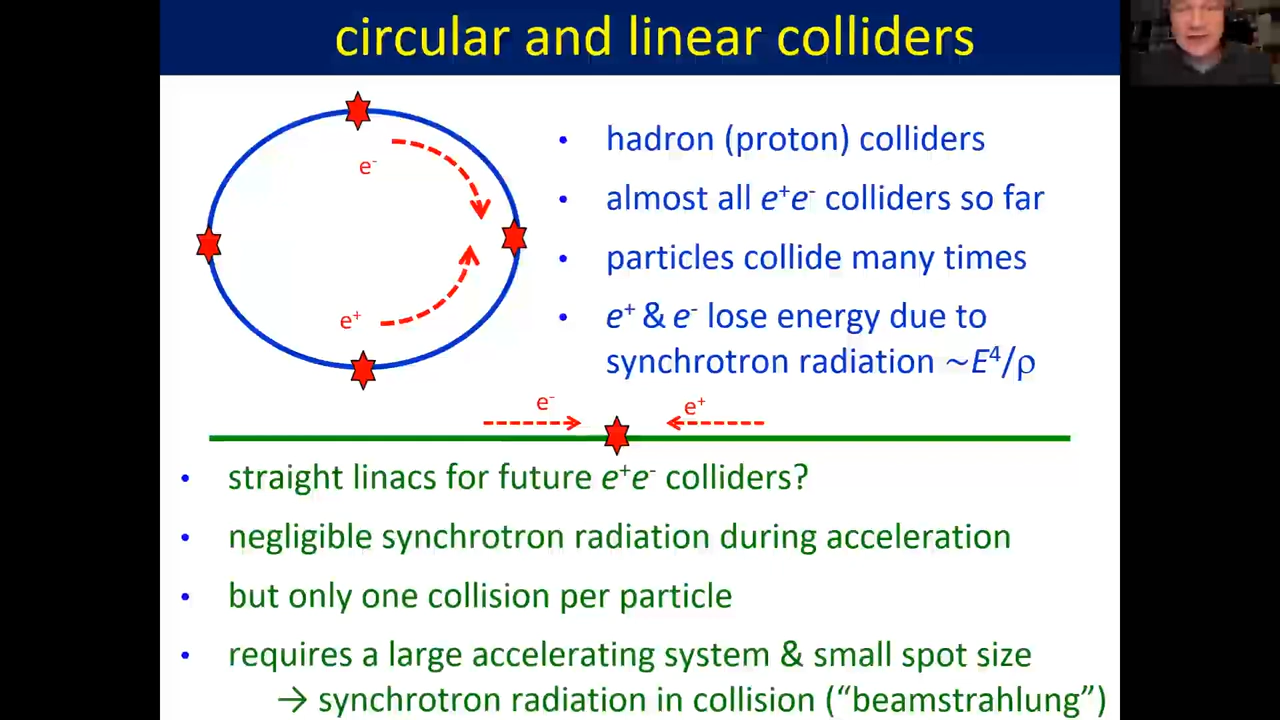 circular and linear colliders
e⁻
e⁺
• hadron (proton) colliders
• almost all e⁺e⁻ colliders so far
• particles collide many times
• e⁺ & e⁻ lose energy due to
synchrotron radiation ~E⁴/ρ
e⁻ e⁺
• straight linacs for future e⁺e⁻ colliders?
• negligible synchrotron radiation during acceleration
• but only one collision per particle
• requires a large accelerating system & small spot size
→ synchrotron radiation in collision (“beamstrahlung”)